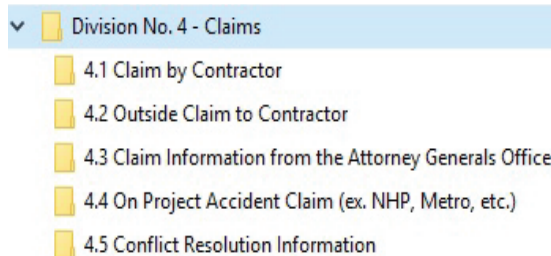 Division No. 4 - Claims
4.1 Claim by Contractor
4.2 Outside Claim to Contractor
4.3 Claim Information from the Attorney Generals Office
4.4 On Project Accident Claim (ex. NHP, Metro, etc.)
4.5 Conflict Resolution Information